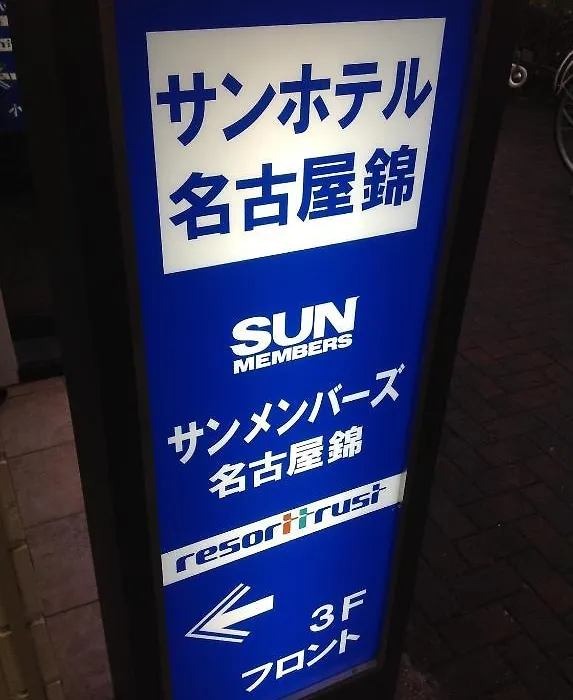 サンホテル
名古屋錦
SUN
MEMBERS
サンメンバーズ
名古屋錦
resorttrust
3F
フロント